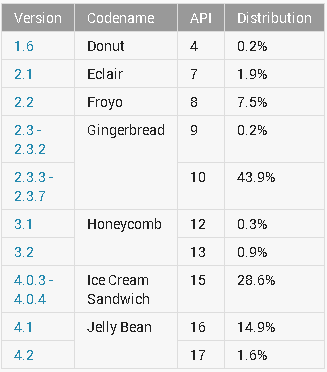 Version Codename API Distribution
1.6 Donut 4 0.2%
2.1 Eclair 7 1.9%
2.2 Froyo 8 7.5%
2.3 - Gingerbread 9 0.2%
2.3.2
2.3.3 - 10 43.9%
2.3.7
3.1 Honeycomb 12 0.3%
3.2 13 0.9%
4.0.3 - Ice Cream 15 28.6%
4.0.4 Sandwich
4.1 Jelly Bean 16 14.9%
4.2 17 1.6%